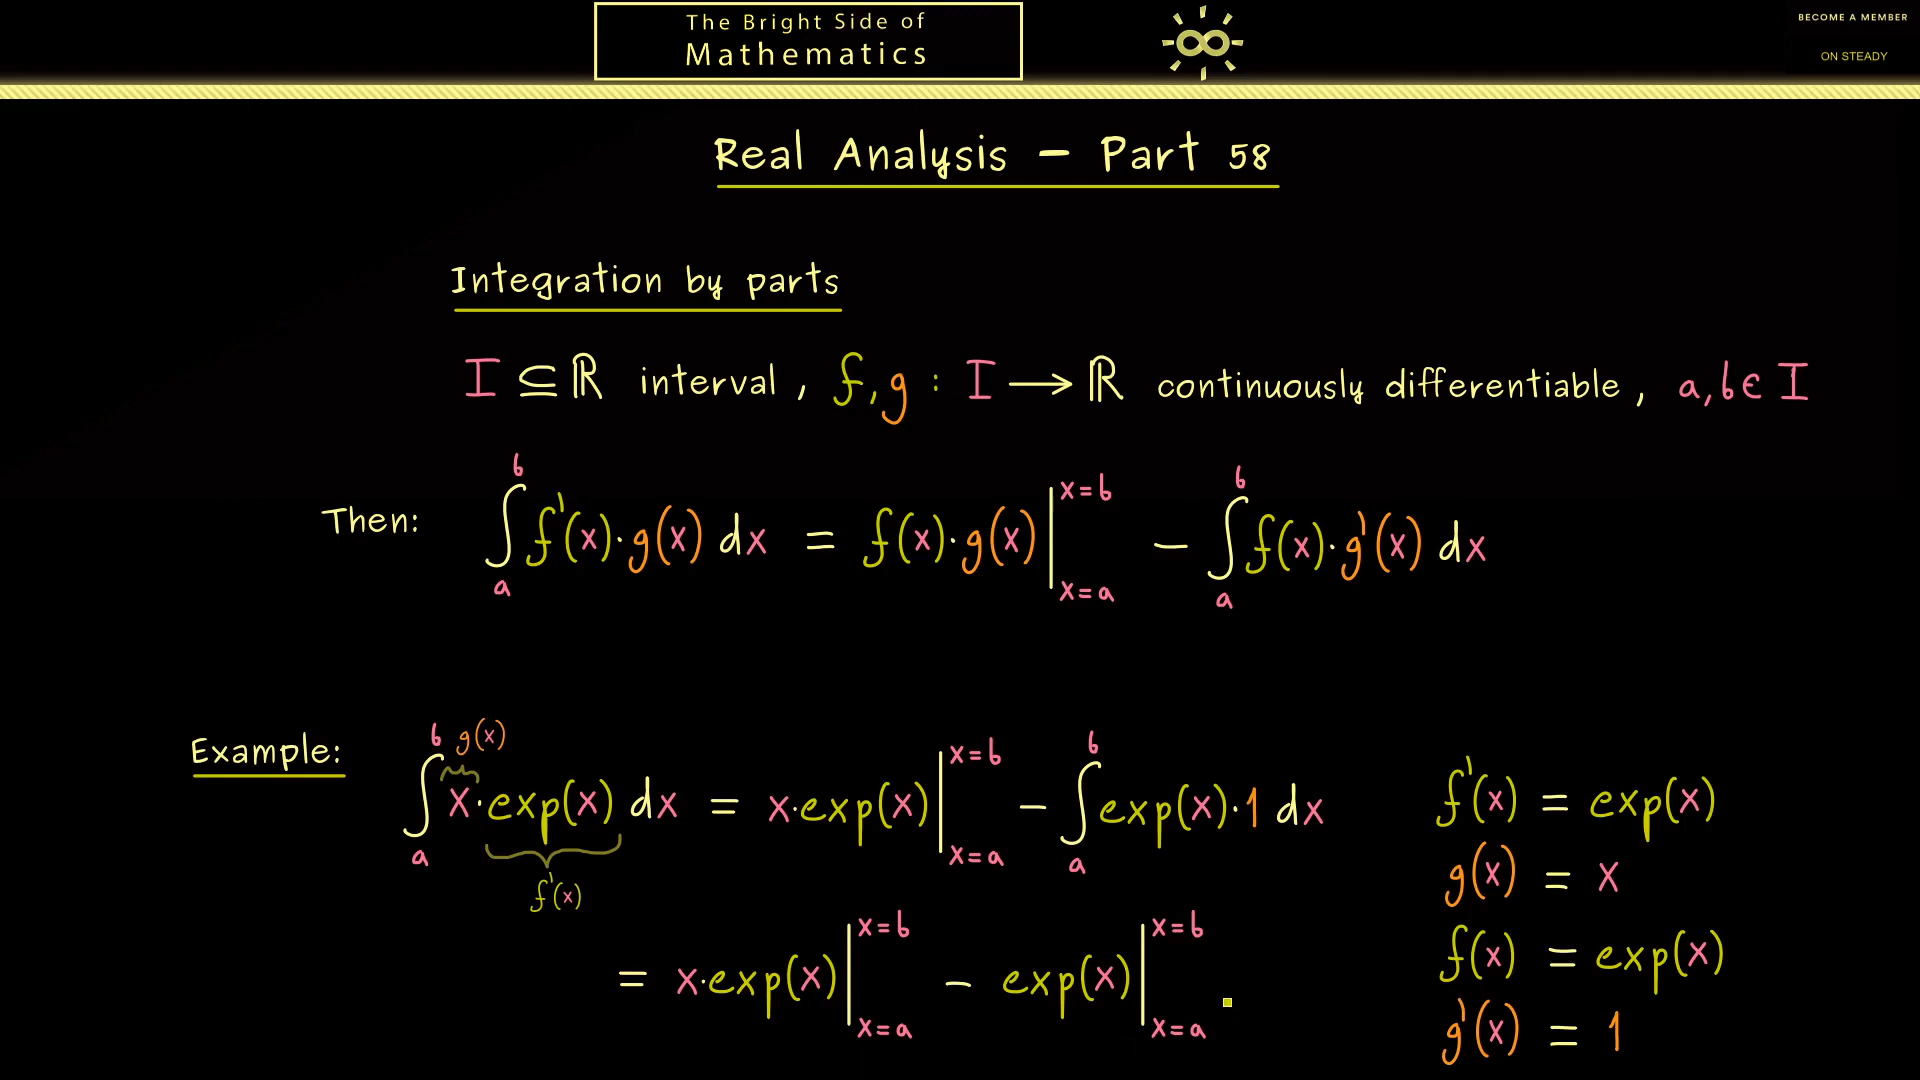 The Bright Side of
Mathematics
BECOME A MEMBER
ON STEADY
Real Analysis – Part 58
Integration by parts
I ⊆ ℝ interval , f, g : I ⟶ ℝ continuously differentiable , a, b ∈ I
Then: ∫_a^b f'(x)·g(x) dx = f(x)·g(x) |_{x=a}^{x=b} − ∫_a^b f(x)·g'(x) dx
Example: ∫_a^b x·exp(x) dx = x·exp(x) |_{x=a}^{x=b} − ∫_a^b exp(x)·1 dx
g(x)
f'(x)
= x·exp(x) |_{x=a}^{x=b} − exp(x) |_{x=a}^{x=b}
f'(x) = exp(x)
g(x) = x
f(x) = exp(x)
g'(x) = 1